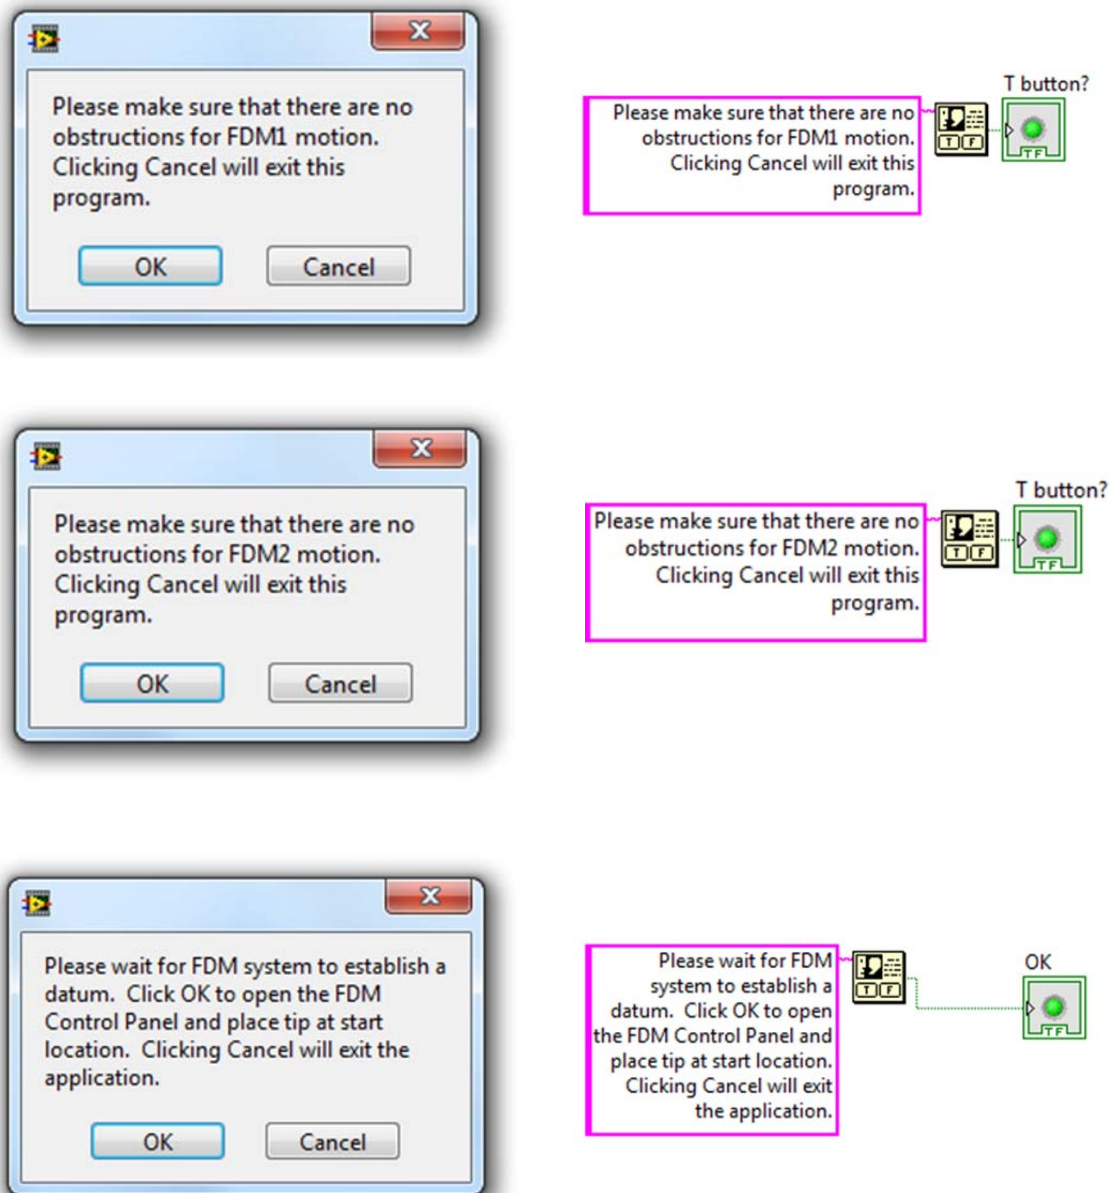 Please make sure that there are no
obstructions for FDM1 motion.
Clicking Cancel will exit this
program.
OK
Cancel
T button?
Please make sure that there are no
obstructions for FDM1 motion.
Clicking Cancel will exit this
program.
T F
TF
Please make sure that there are no
obstructions for FDM2 motion.
Clicking Cancel will exit this
program.
OK
Cancel
T button?
Please make sure that there are no
obstructions for FDM2 motion.
Clicking Cancel will exit this
program.
T F
TF
Please wait for FDM system to establish a
datum. Click OK to open the FDM
Control Panel and place tip at start
location. Clicking Cancel will exit the
application.
OK
Cancel
Please wait for FDM
system to establish a
datum. Click OK to open
the FDM Control Panel and
place tip at start location.
Clicking Cancel will exit
the application.
T F
OK
TF